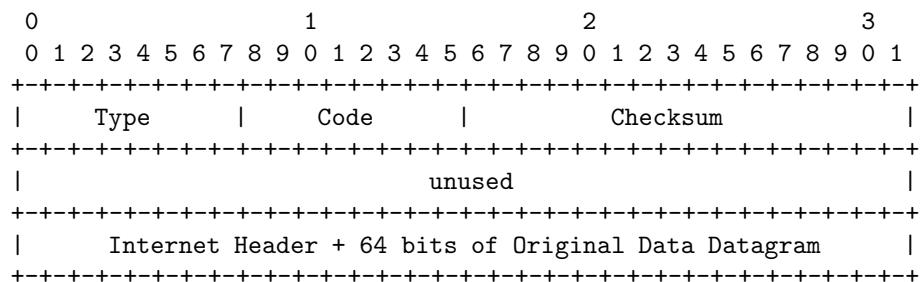 0                   1                   2                   3
0 1 2 3 4 5 6 7 8 9 0 1 2 3 4 5 6 7 8 9 0 1 2 3 4 5 6 7 8 9 0 1
+-+-+-+-+-+-+-+-+-+-+-+-+-+-+-+-+-+-+-+-+-+-+-+-+-+-+-+-+-+-+-+-+
|     Type      |     Code      |          Checksum             |
+-+-+-+-+-+-+-+-+-+-+-+-+-+-+-+-+-+-+-+-+-+-+-+-+-+-+-+-+-+-+-+-+
|                             unused                            |
+-+-+-+-+-+-+-+-+-+-+-+-+-+-+-+-+-+-+-+-+-+-+-+-+-+-+-+-+-+-+-+-+
|      Internet Header + 64 bits of Original Data Datagram      |
+-+-+-+-+-+-+-+-+-+-+-+-+-+-+-+-+-+-+-+-+-+-+-+-+-+-+-+-+-+-+-+-+